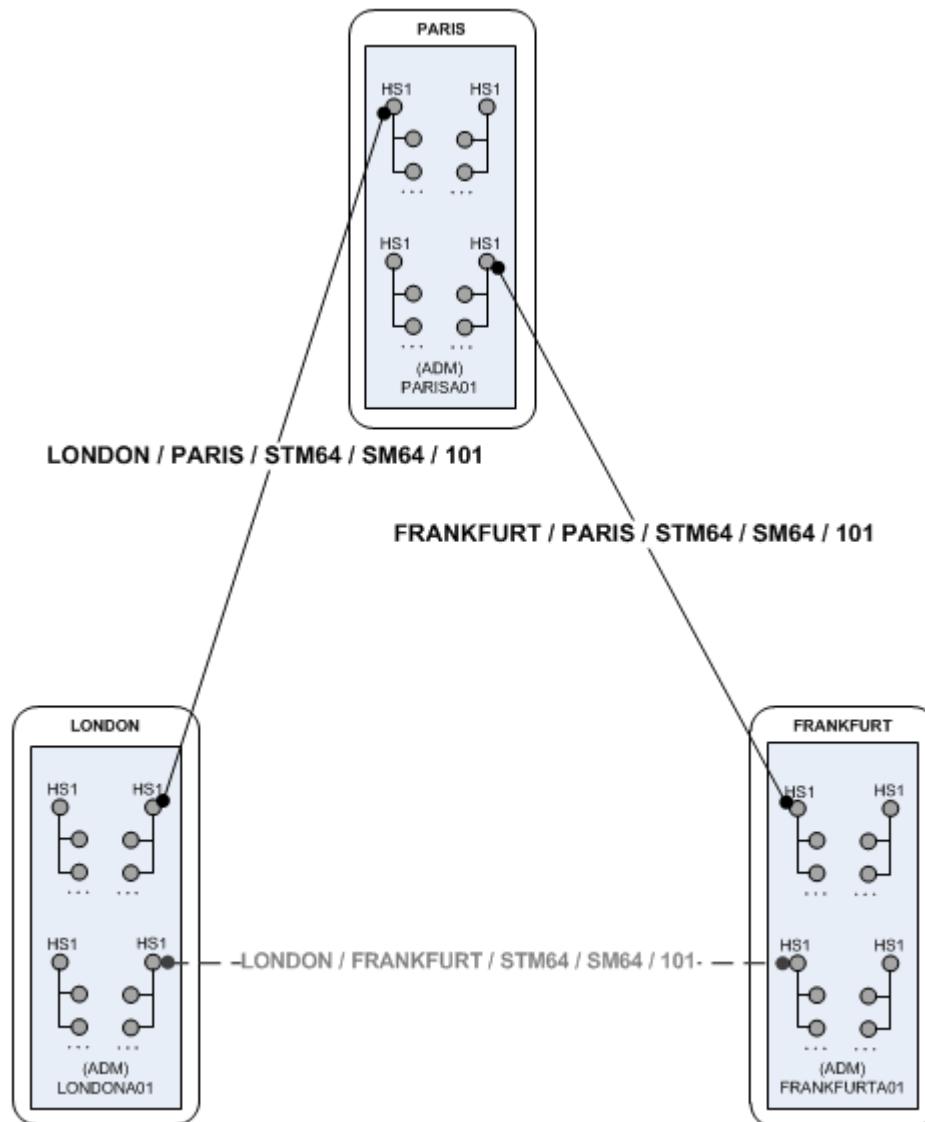 PARIS
HS1 HS1
... ...
HS1 HS1
... ...
(ADM)
PARISA01
LONDON / PARIS / STM64 / SM64 / 101
FRANKFURT / PARIS / STM64 / SM64 / 101
LONDON
HS1 HS1
... ...
HS1 HS1
... ...
(ADM)
LONDONA01
LONDON / FRANKFURT / STM64 / SM64 / 101
FRANKFURT
HS1 HS1
... ...
HS1 HS1
... ...
(ADM)
FRANKFURTA01